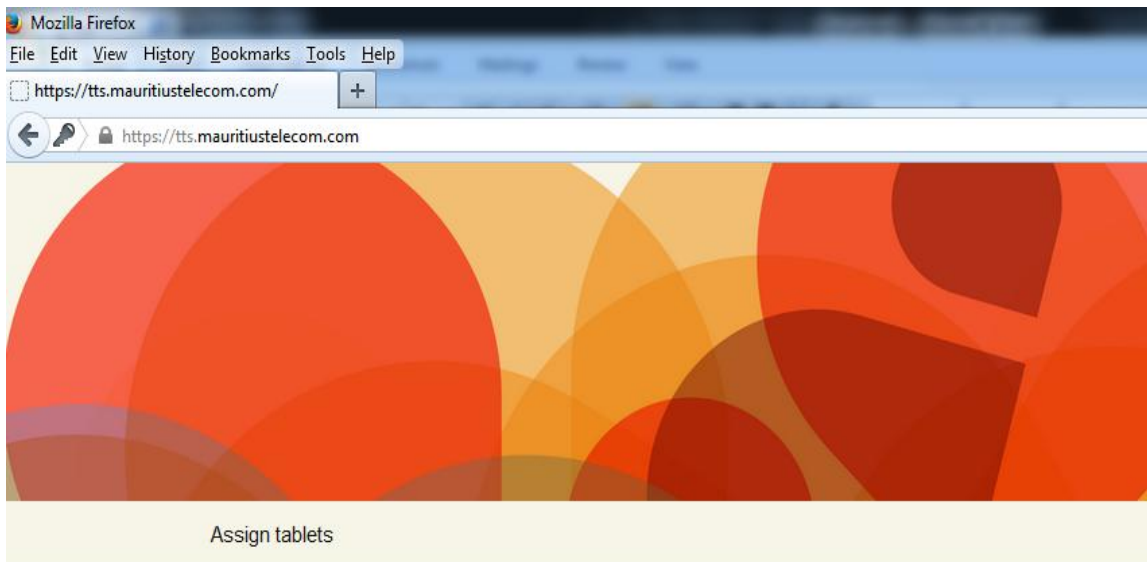 Mozilla Firefox
File Edit View History Bookmarks Tools Help
https://tts.mauritiustelecom.com/ +
https://tts.mauritiustelecom.com
Assign tablets